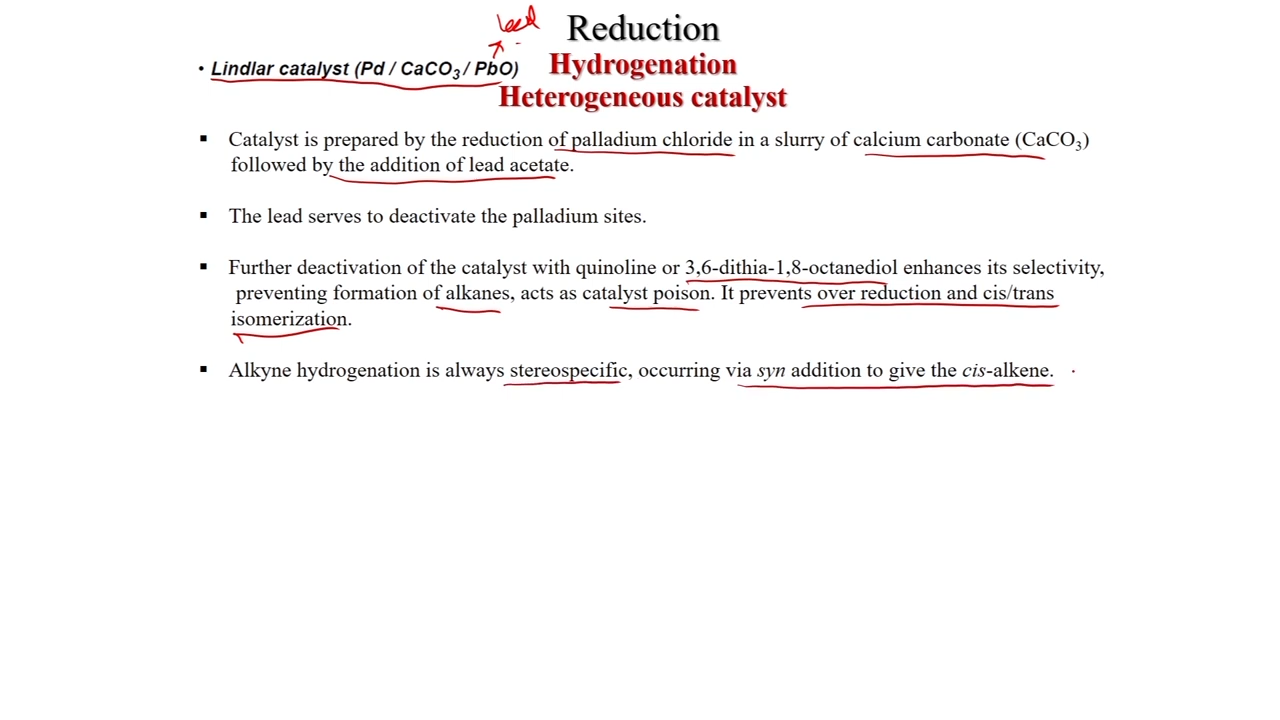 lead
Reduction
• Lindlar catalyst (Pd / CaCO₃ / PbO)
Hydrogenation
Heterogeneous catalyst
▪ Catalyst is prepared by the reduction of palladium chloride in a slurry of calcium carbonate (CaCO₃)
followed by the addition of lead acetate.
▪ The lead serves to deactivate the palladium sites.
▪ Further deactivation of the catalyst with quinoline or 3,6-dithia-1,8-octanediol enhances its selectivity,
preventing formation of alkanes, acts as catalyst poison. It prevents over reduction and cis/trans
isomerization.
▪ Alkyne hydrogenation is always stereospecific, occurring via syn addition to give the cis-alkene.